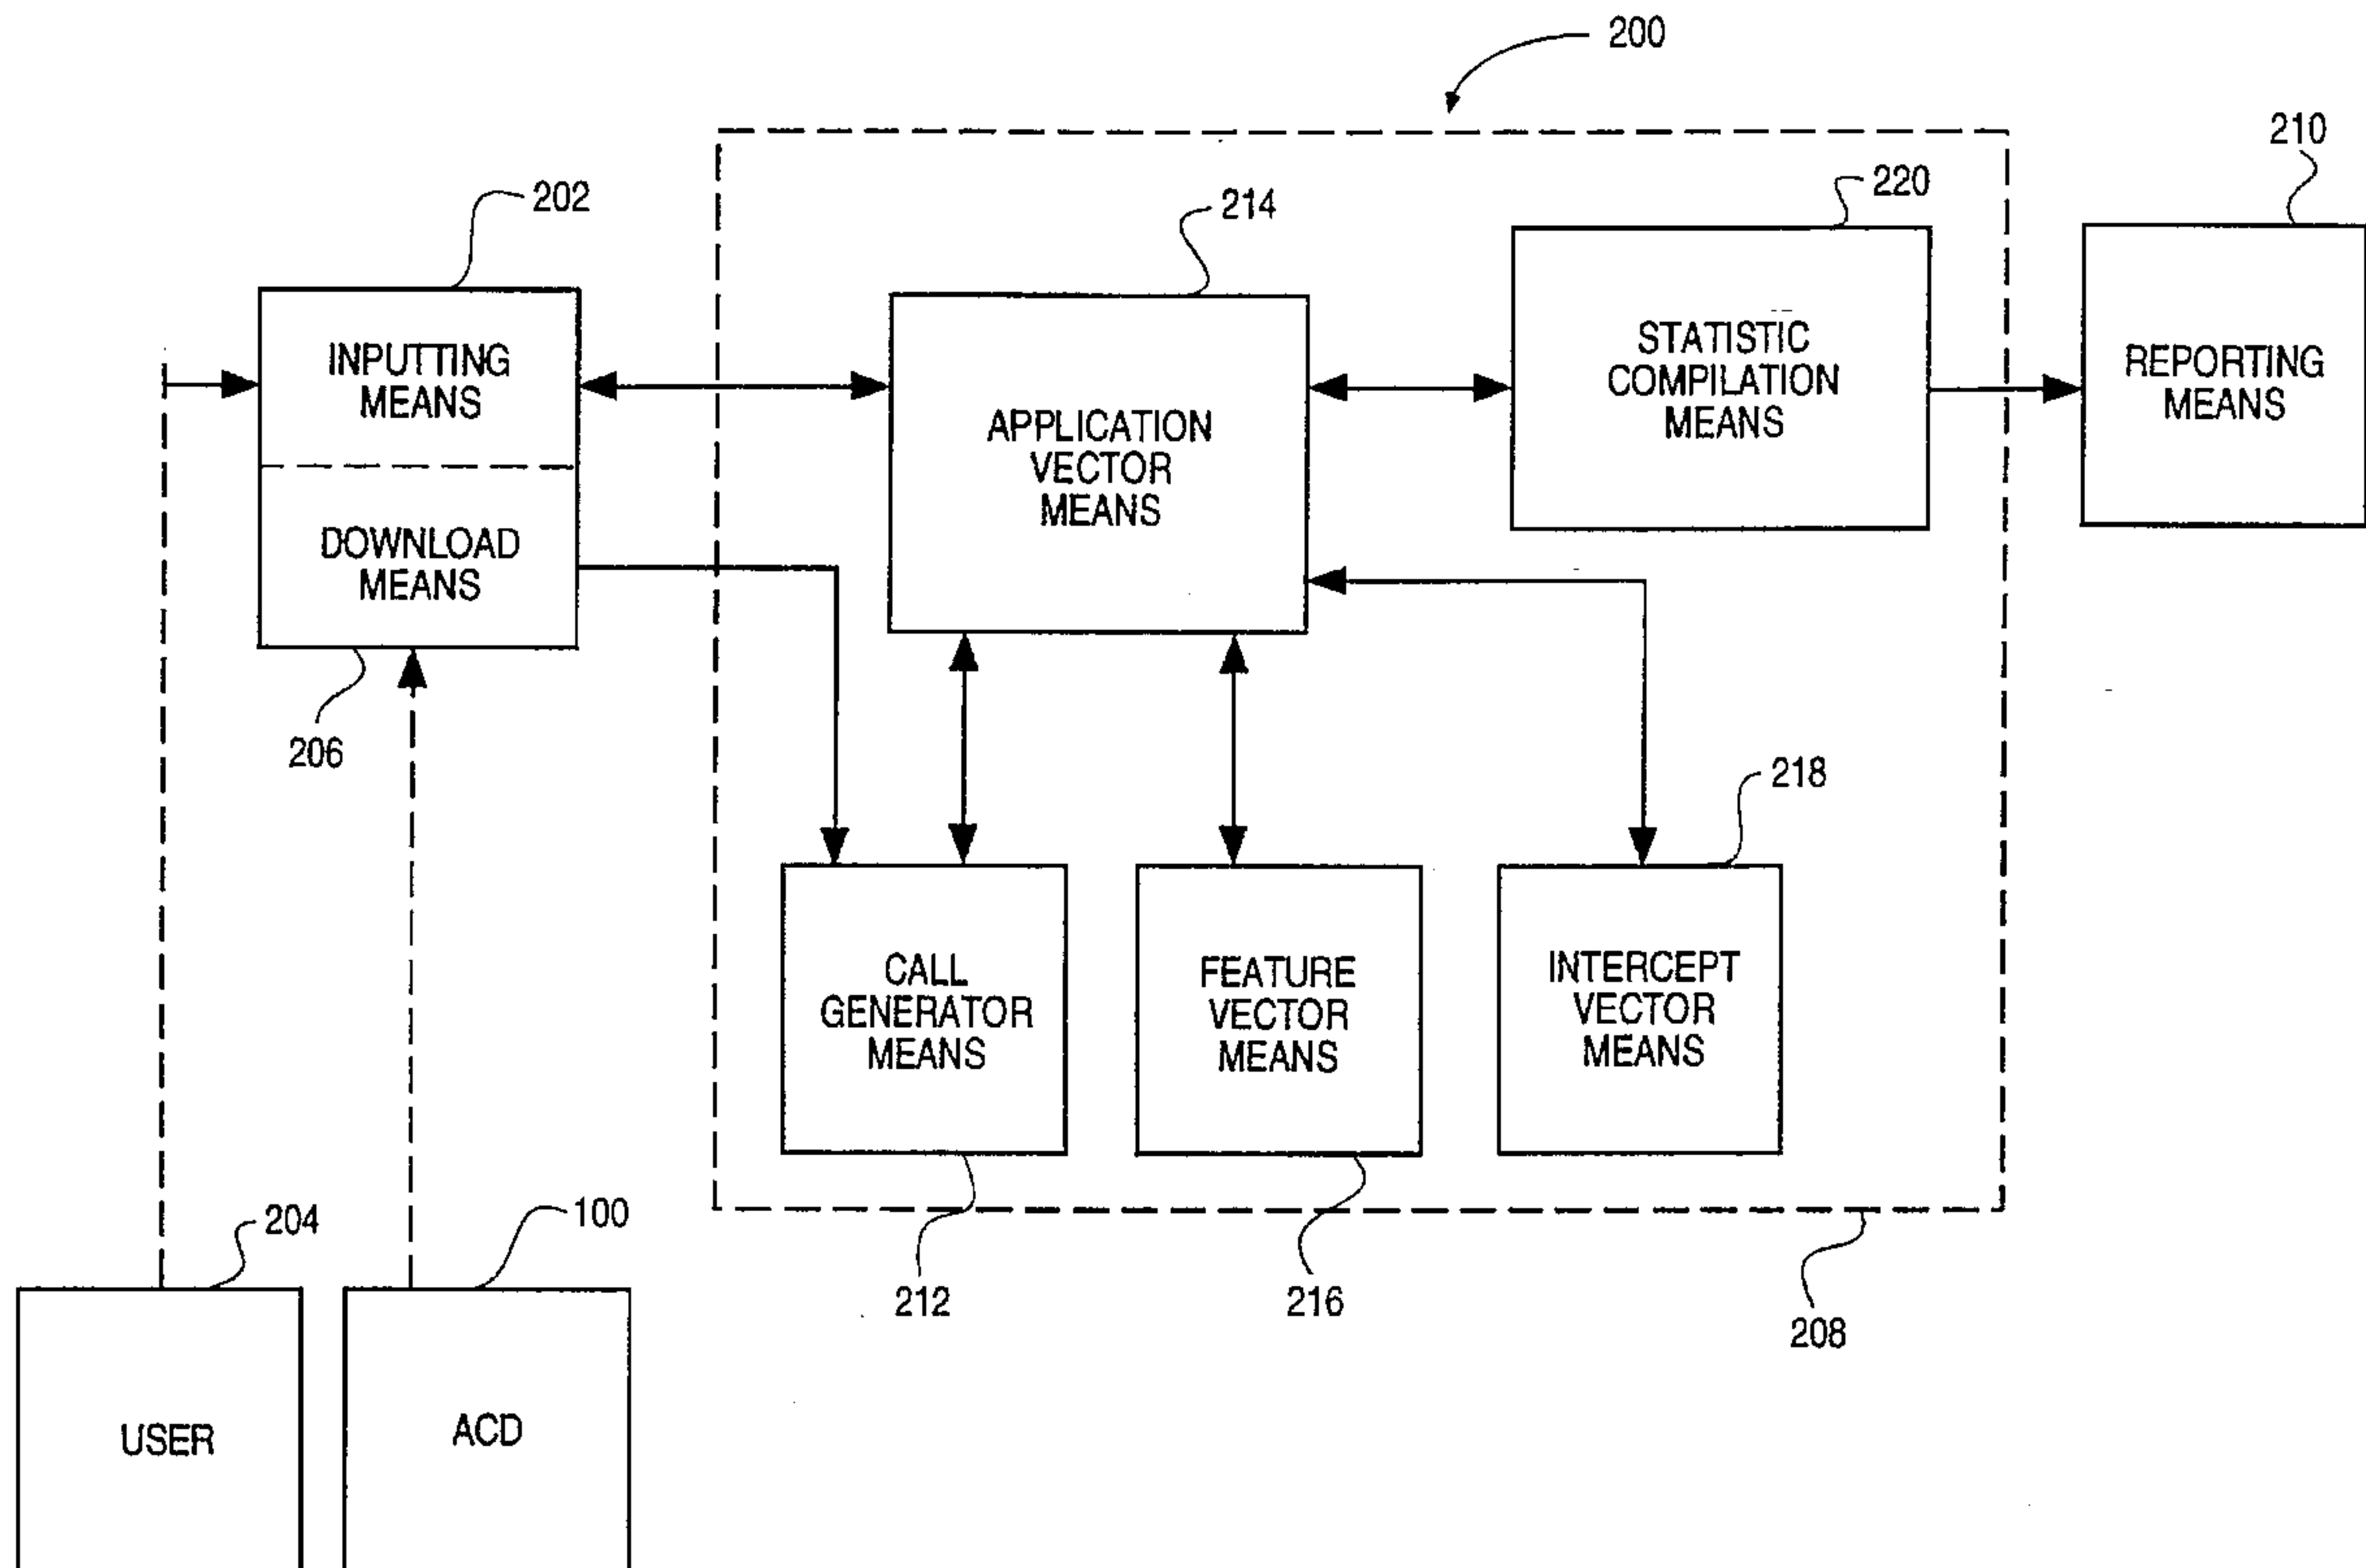 200
210
202
220
214
INPUTTING
MEANS
STATISTIC
COMPILATION
MEANS
REPORTING
MEANS
APPLICATION
VECTOR
MEANS
DOWNLOAD
MEANS
206
218
CALL
GENERATOR
MEANS
FEATURE
VECTOR
MEANS
INTERCEPT
VECTOR
MEANS
204
100
212
216
208
USER
ACD